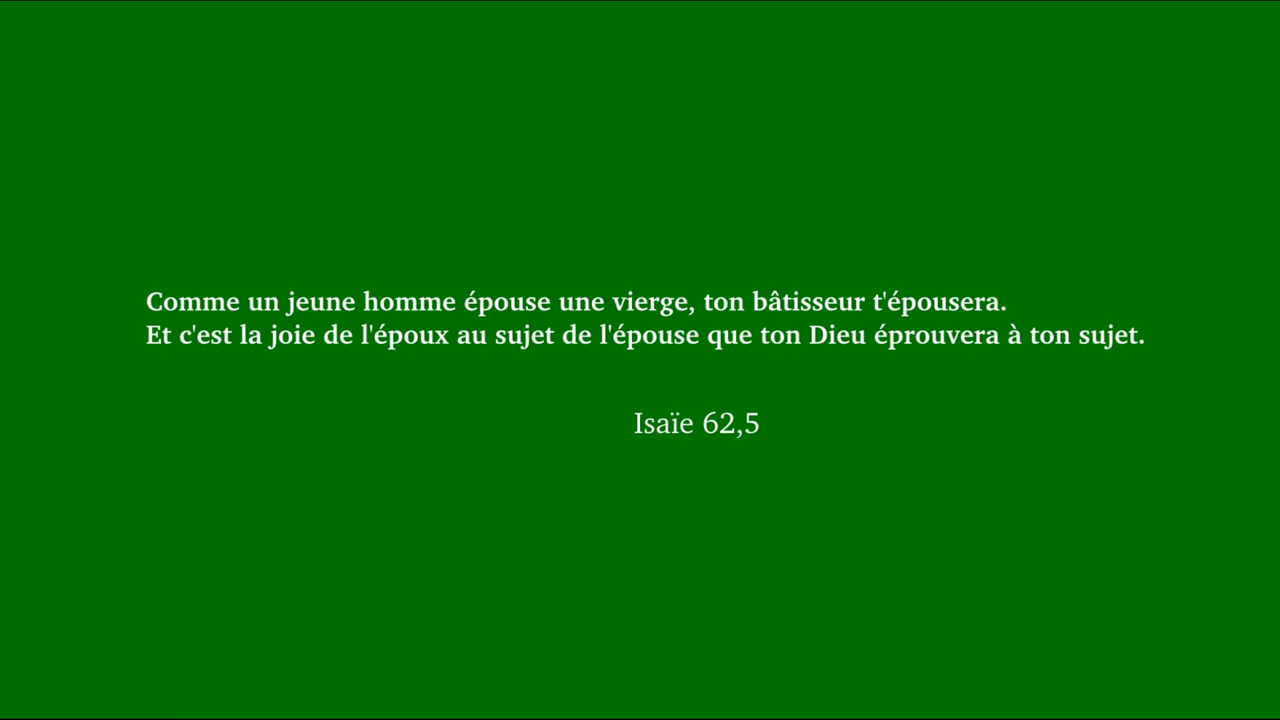 Comme un jeune homme épouse une vierge, ton bâtisseur t'épousera.
Et c'est la joie de l'époux au sujet de l'épouse que ton Dieu éprouvera à ton sujet.
Isaïe 62,5